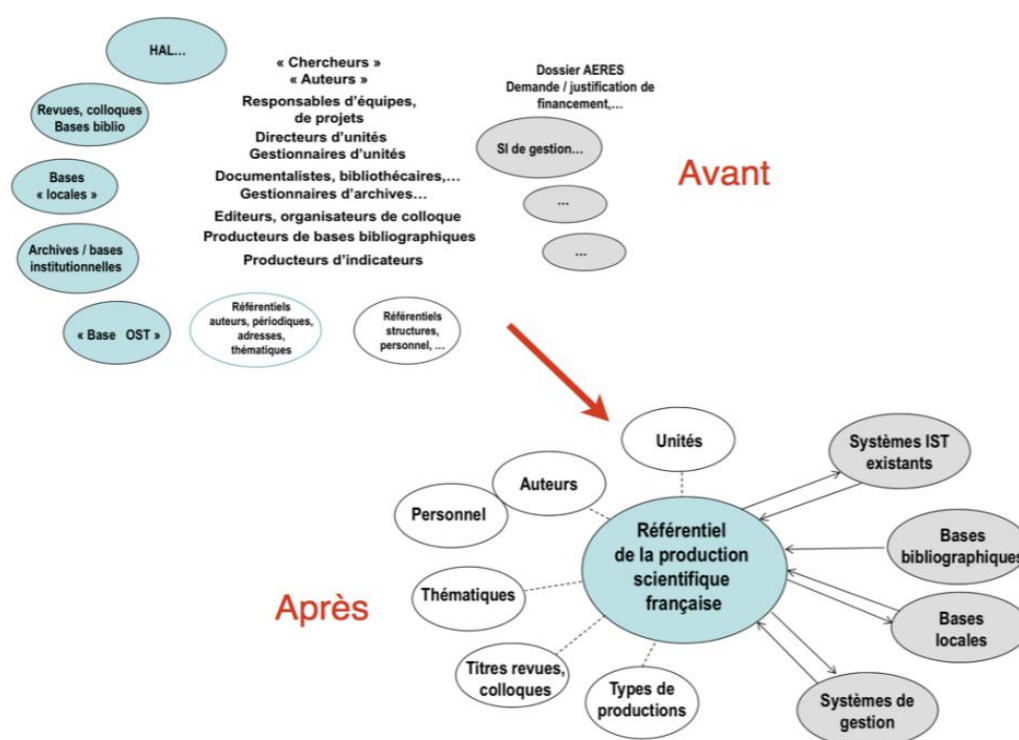 HAL…
« Chercheurs »
« Auteurs »
Responsables d'équipes,
de projets
Directeurs d'unités
Gestionnaires d'unités
Documentalistes, bibliothécaires,…
Gestionnaires d'archives…
Editeurs, organisateurs de colloque
Producteurs de bases bibliographiques
Producteurs d'indicateurs
Dossier AERES
Demande / justification de
financement,…
Revues, colloques
Bases biblio
SI de gestion…
Avant
Bases
« locales »
...
Archives / bases
institutionnelles
...
« Base OST »
Référentiels
auteurs, périodiques,
adresses,
thématiques
Référentiels
structures,
personnel, …
Unités
Systèmes IST
existants
Auteurs
Personnel
Référentiel
de la production
scientifique
française
Bases
bibliographiques
Thématiques
Après
Bases
locales
Titres revues,
colloques
Types de
productions
Systèmes de
gestion